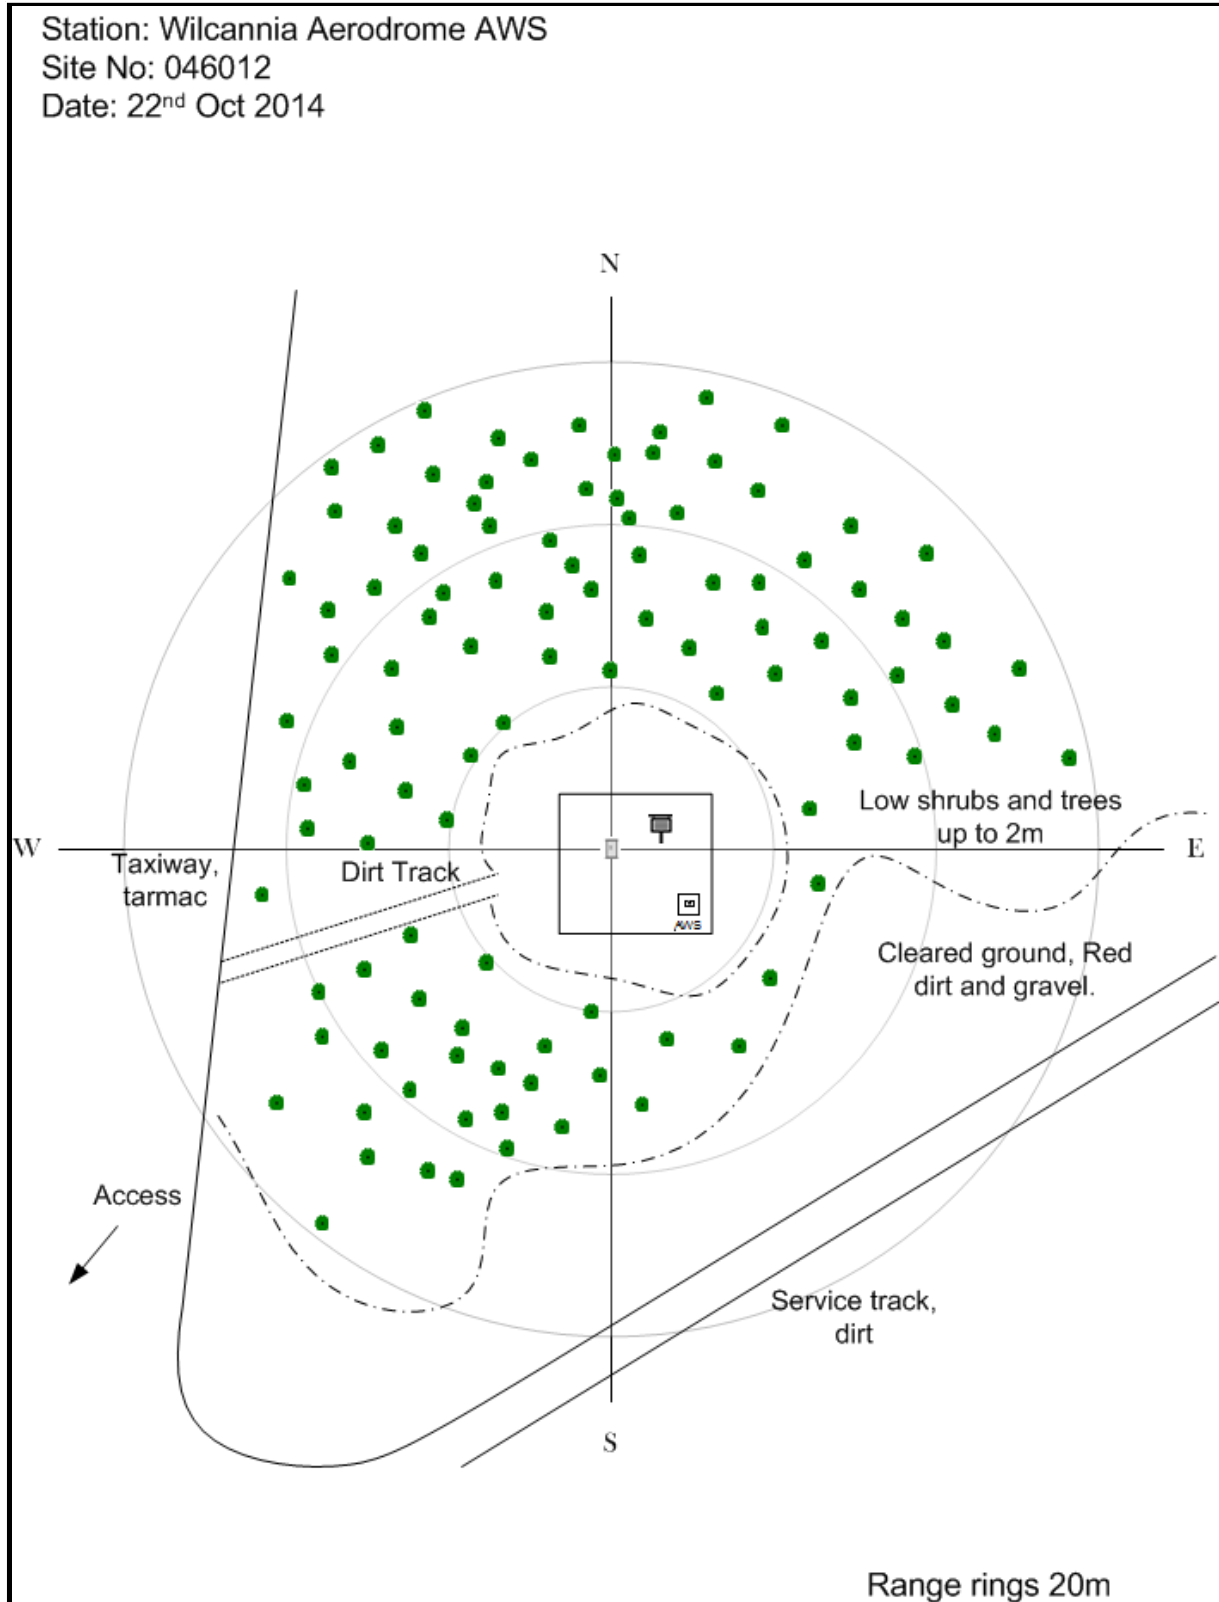 Station: Wilcannia Aerodrome AWS
Site No: 046012
Date: 22nd Oct 2014
N
Low shrubs and trees
up to 2m
W
E
Taxiway,
tarmac
Dirt Track
AWS
Cleared ground, Red
dirt and gravel.
Access
Service track,
dirt
S
Range rings 20m